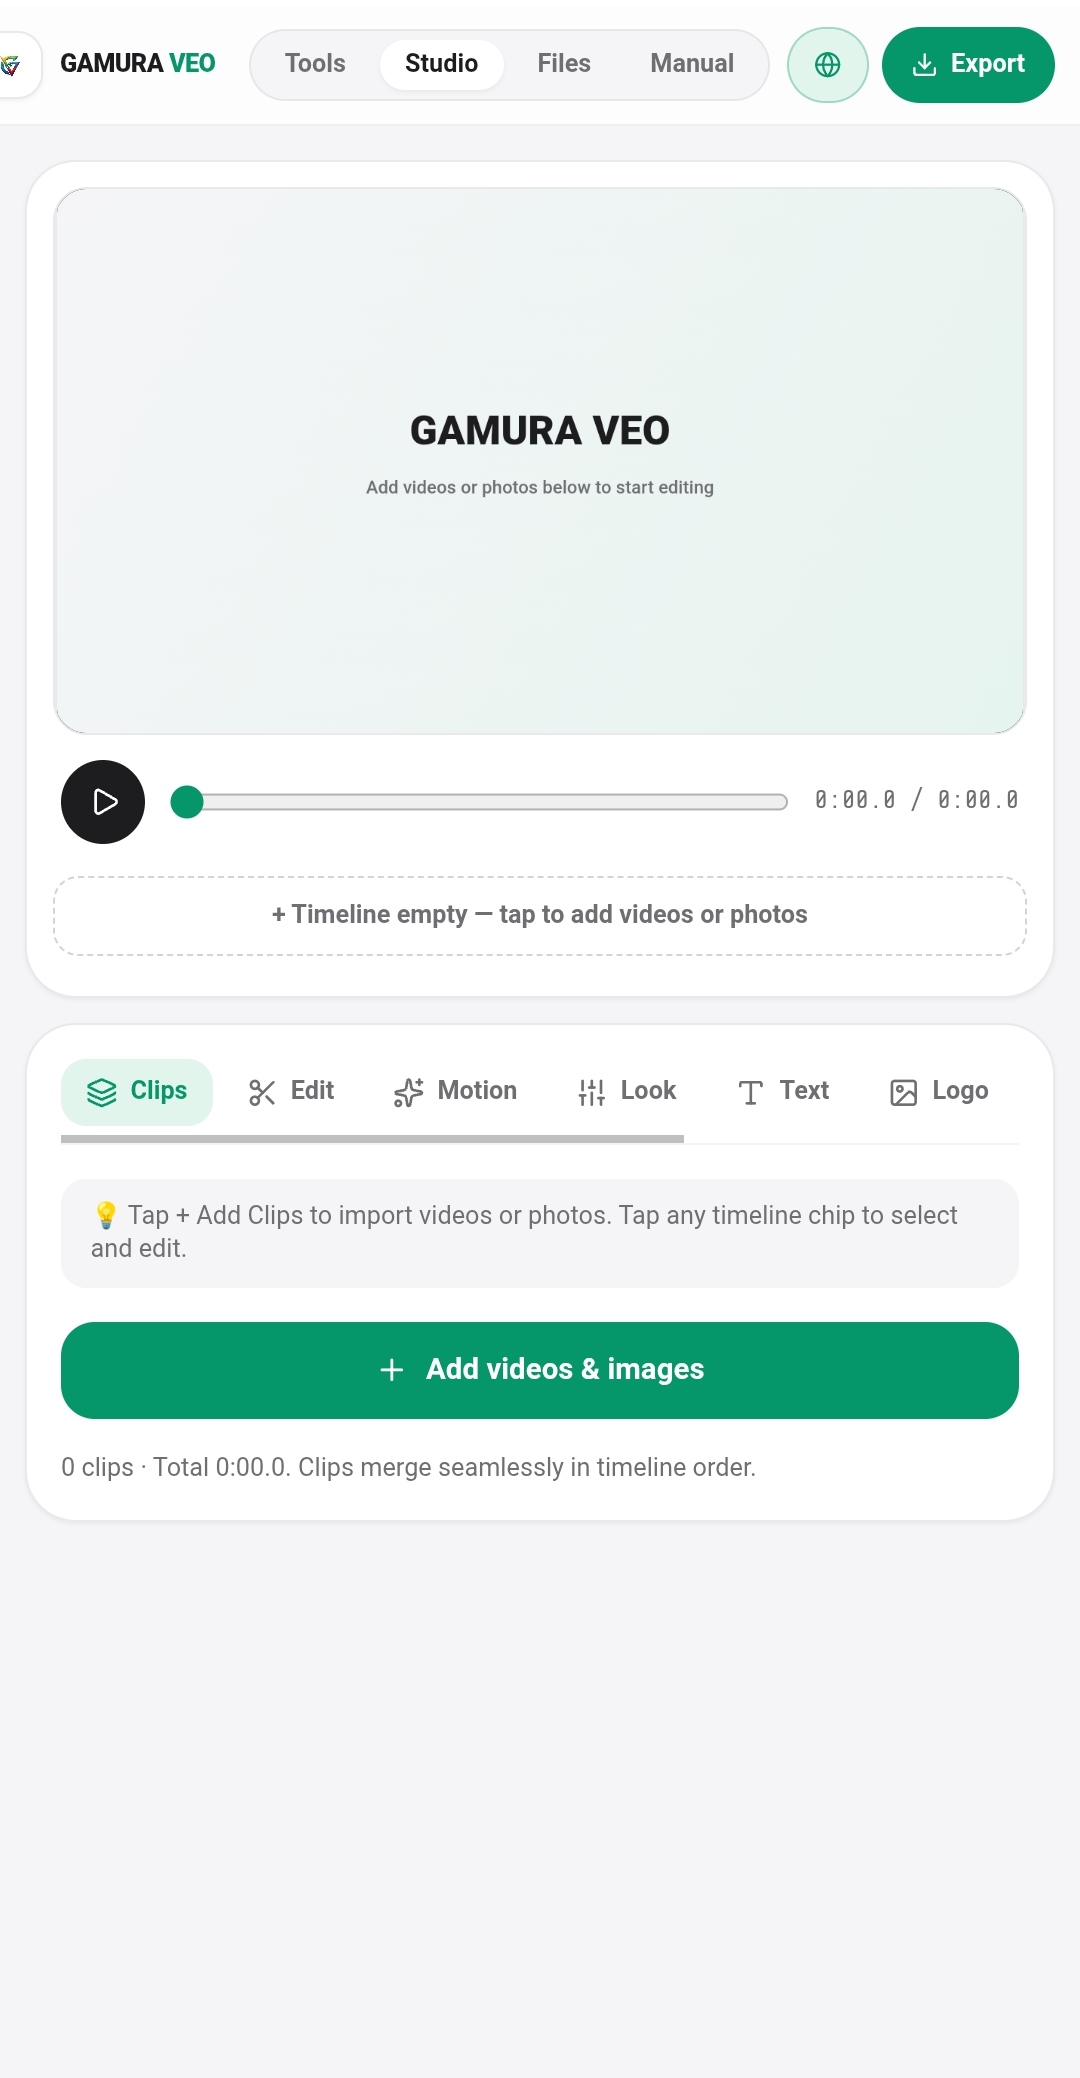 GAMURA VEO
Tools
Studio
Files
Manual
Export
GAMURA VEO
Add videos or photos below to start editing
0:00.0 / 0:00.0
+ Timeline empty — tap to add videos or photos
Clips
Edit
Motion
Look
Text
Logo
💡 Tap + Add Clips to import videos or photos. Tap any timeline chip to select
and edit.
Add videos & images
0 clips · Total 0:00.0. Clips merge seamlessly in timeline order.